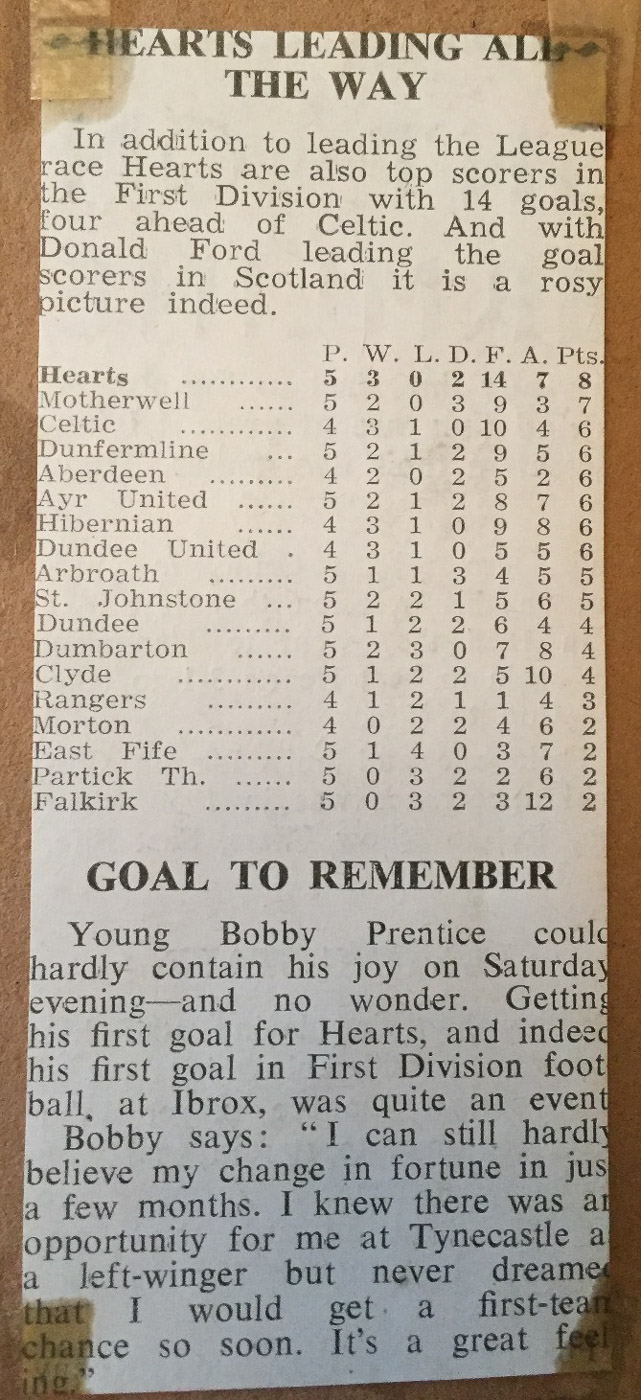 HEARTS LEADING ALL
THE WAY
In addition to leading the League
race Hearts are also top scorers in
the First Division with 14 goals,
four ahead of Celtic. And with
Donald Ford leading the goal
scorers in Scotland it is a rosy
picture indeed.
P. W. L. D. F. A. Pts.
Hearts ............ 5 3 0 2 14 7 8
Motherwell ...... 5 2 0 3 9 3 7
Celtic ............ 4 3 1 0 10 4 6
Dunfermline ... 5 2 1 2 9 5 6
Aberdeen ......... 4 2 0 2 5 2 6
Ayr United ...... 5 2 1 2 8 7 6
Hibernian ...... 4 3 1 0 9 8 6
Dundee United . 4 3 1 0 5 5 6
Arbroath ......... 5 1 1 3 4 5 5
St. Johnstone ... 5 2 2 1 5 6 5
Dundee ......... 5 1 2 2 6 4 4
Dumbarton ...... 5 2 3 0 7 8 4
Clyde ............ 5 1 2 2 5 10 4
Rangers ......... 4 1 2 1 1 4 3
Morton ............ 4 0 2 2 4 6 2
East Fife ......... 5 1 4 0 3 7 2
Partick Th. ...... 5 0 3 2 2 6 2
Falkirk ......... 5 0 3 2 3 12 2
GOAL TO REMEMBER
Young Bobby Prentice could
hardly contain his joy on Saturday
evening—and no wonder. Getting
his first goal for Hearts, and indeed
his first goal in First Division foot
ball, at Ibrox, was quite an event
Bobby says: "I can still hardly
believe my change in fortune in jus
a few months. I knew there was an
opportunity for me at Tynecastle a
a left-winger but never dreamed
that I would get a first-team
chance so soon. It's a great feel
ing."